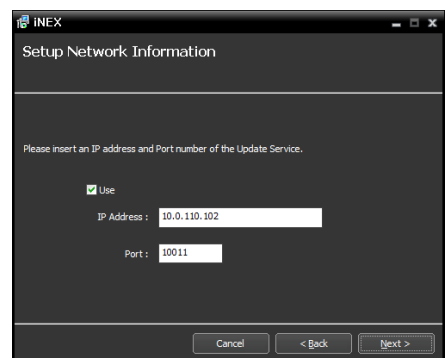 iNEX
Setup Network Information
Please insert an IP address and Port number of the Update Service.
Use
IP Address : 10.0.110.102
Port : 10011
Cancel < Back Next >